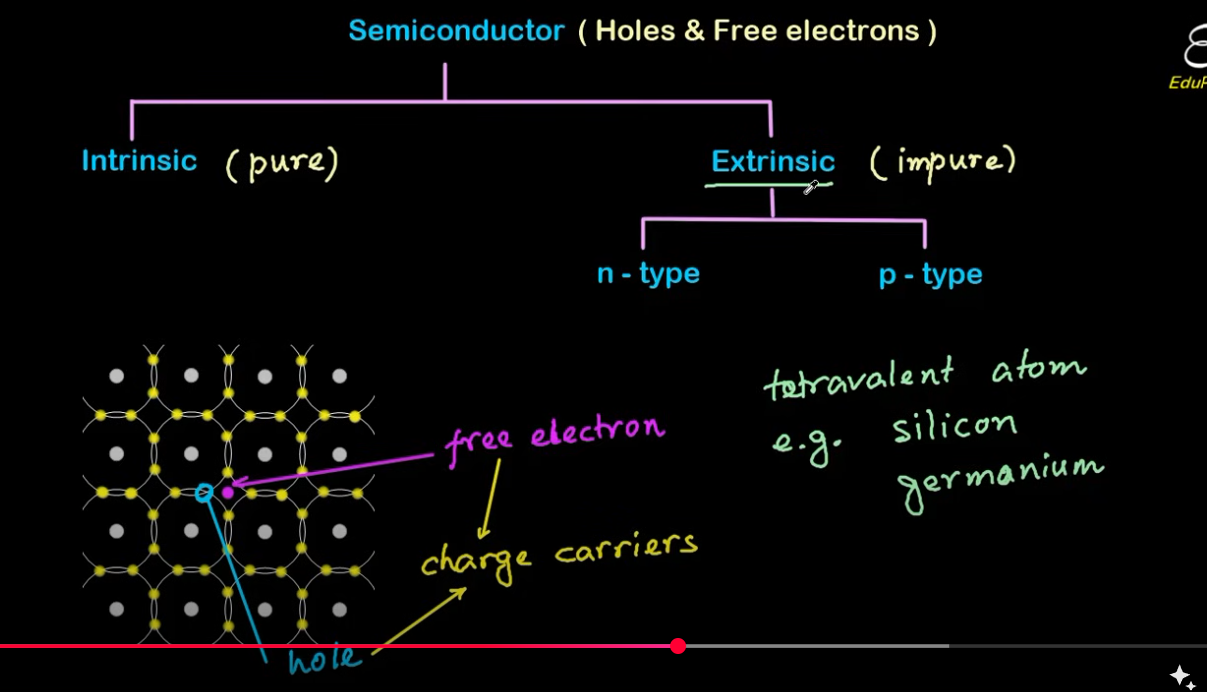 Semiconductor ( Holes & Free electrons )
Intrinsic (pure)
Extrinsic (impure)
n - type
p - type
tetravalent atom
e.g. silicon
germanium
free electron
charge carriers
hole